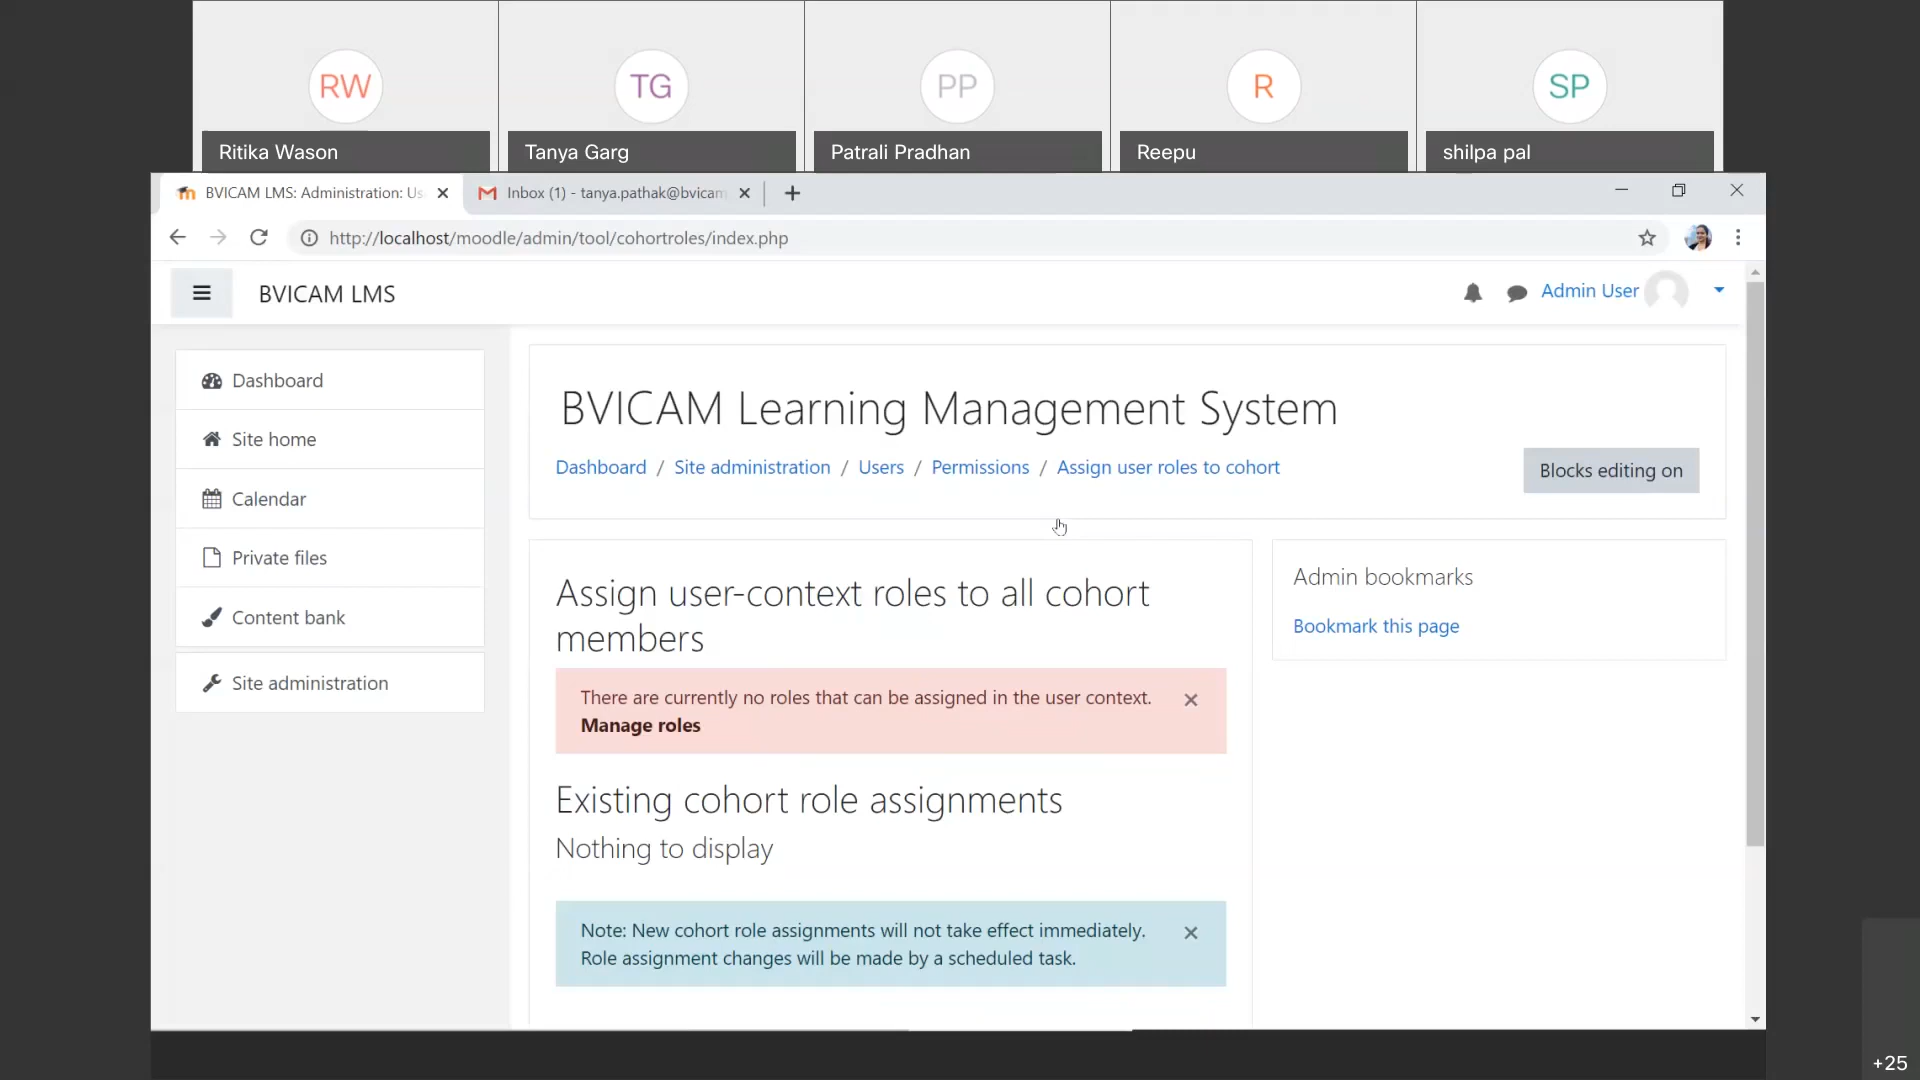 RW
TG
PP
R
SP
Ritika Wason
Tanya Garg
Patrali Pradhan
Reepu
shilpa pal
BVICAM LMS: Administration: Us
Inbox (1) - tanya.pathak@bvicam
http://localhost/moodle/admin/tool/cohortroles/index.php
BVICAM LMS
Admin User
Dashboard
Site home
Calendar
Private files
Content bank
Site administration
BVICAM Learning Management System
Dashboard / Site administration / Users / Permissions / Assign user roles to cohort
Blocks editing on
Assign user-context roles to all cohort
members
There are currently no roles that can be assigned in the user context.
Manage roles
Existing cohort role assignments
Nothing to display
Note: New cohort role assignments will not take effect immediately.
Role assignment changes will be made by a scheduled task.
Admin bookmarks
Bookmark this page
+25